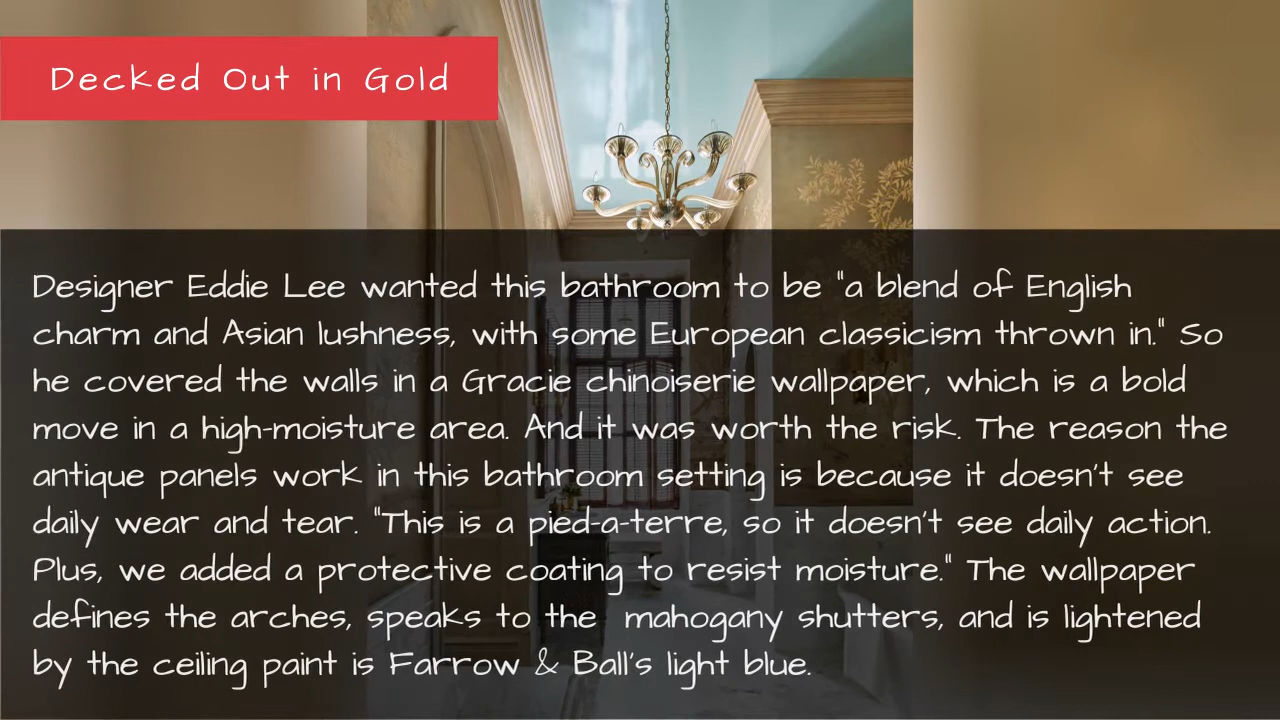 Decked Out in Gold
Designer Eddie Lee wanted this bathroom to be "a blend of English
charm and Asian lushness, with some European classicism thrown in." So
he covered the walls in a Gracie chinoiserie wallpaper, which is a bold
move in a high-moisture area. And it was worth the risk. The reason the
antique panels work in this bathroom setting is because it doesn't see
daily wear and tear. "This is a pied-a-terre, so it doesn't see daily action.
Plus, we added a protective coating to resist moisture." The wallpaper
defines the arches, speaks to the  mahogany shutters, and is lightened
by the ceiling paint is Farrow & Ball's light blue.